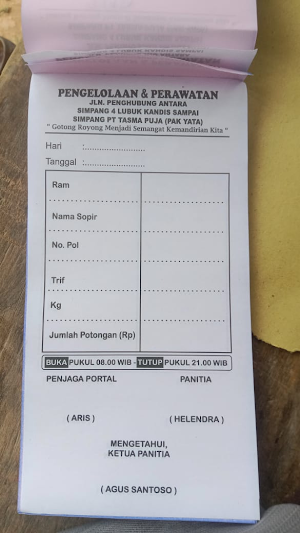 PENGELOLAAN & PERAWATAN
JLN. PENGHUBUNG ANTARA
SIMPANG 4 LUBUK KANDIS SAMPAI
SIMPANG PT TASMA PUJA (PAK YATA)
" Gotong Royong Menjadi Semangat Kemandirian Kita "
Hari :........................
Tanggal :........................
Ram
Nama Sopir
No. Pol
Trif
Kg
Jumlah Potongan (Rp)
BUKA PUKUL 08.00 WIB - TUTUP PUKUL 21.00 WIB
PENJAGA PORTAL PANITIA
( ARIS ) ( HELENDRA )
MENGETAHUI,
KETUA PANITIA
( AGUS SANTOSO )